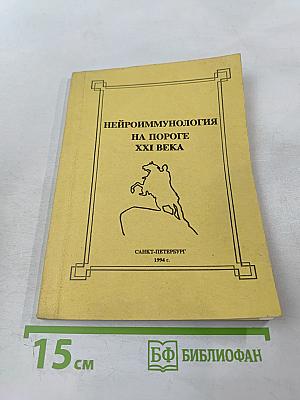 НЕЙРОИММУНОЛОГИЯ
НА ПОРОГЕ
XXI ВЕКА
САНКТ-ПЕТЕРБУРГ
1994 г.
15 см
БФ БИБЛИОФАН